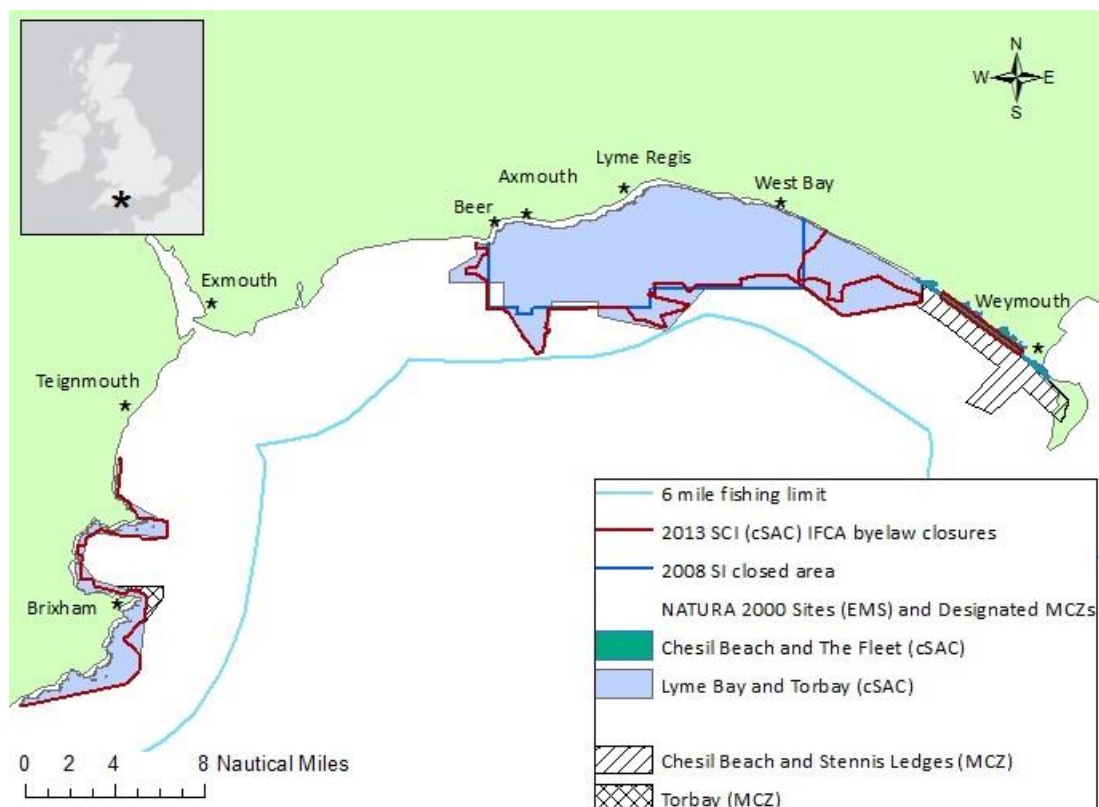 N
W E
S
Lyme Regis
Axmouth
West Bay
Beer
Exmouth
Weymouth
Teignmouth
Brixham
6 mile fishing limit
2013 SCI (cSAC) IFCA byelaw closures
2008 SI closed area
NATURA 2000 Sites (EMS) and Designated MCZs
Chesil Beach and The Fleet (cSAC)
Lyme Bay and Torbay (cSAC)
Chesil Beach and Stennis Ledges (MCZ)
Torbay (MCZ)
0 2 4 8 Nautical Miles